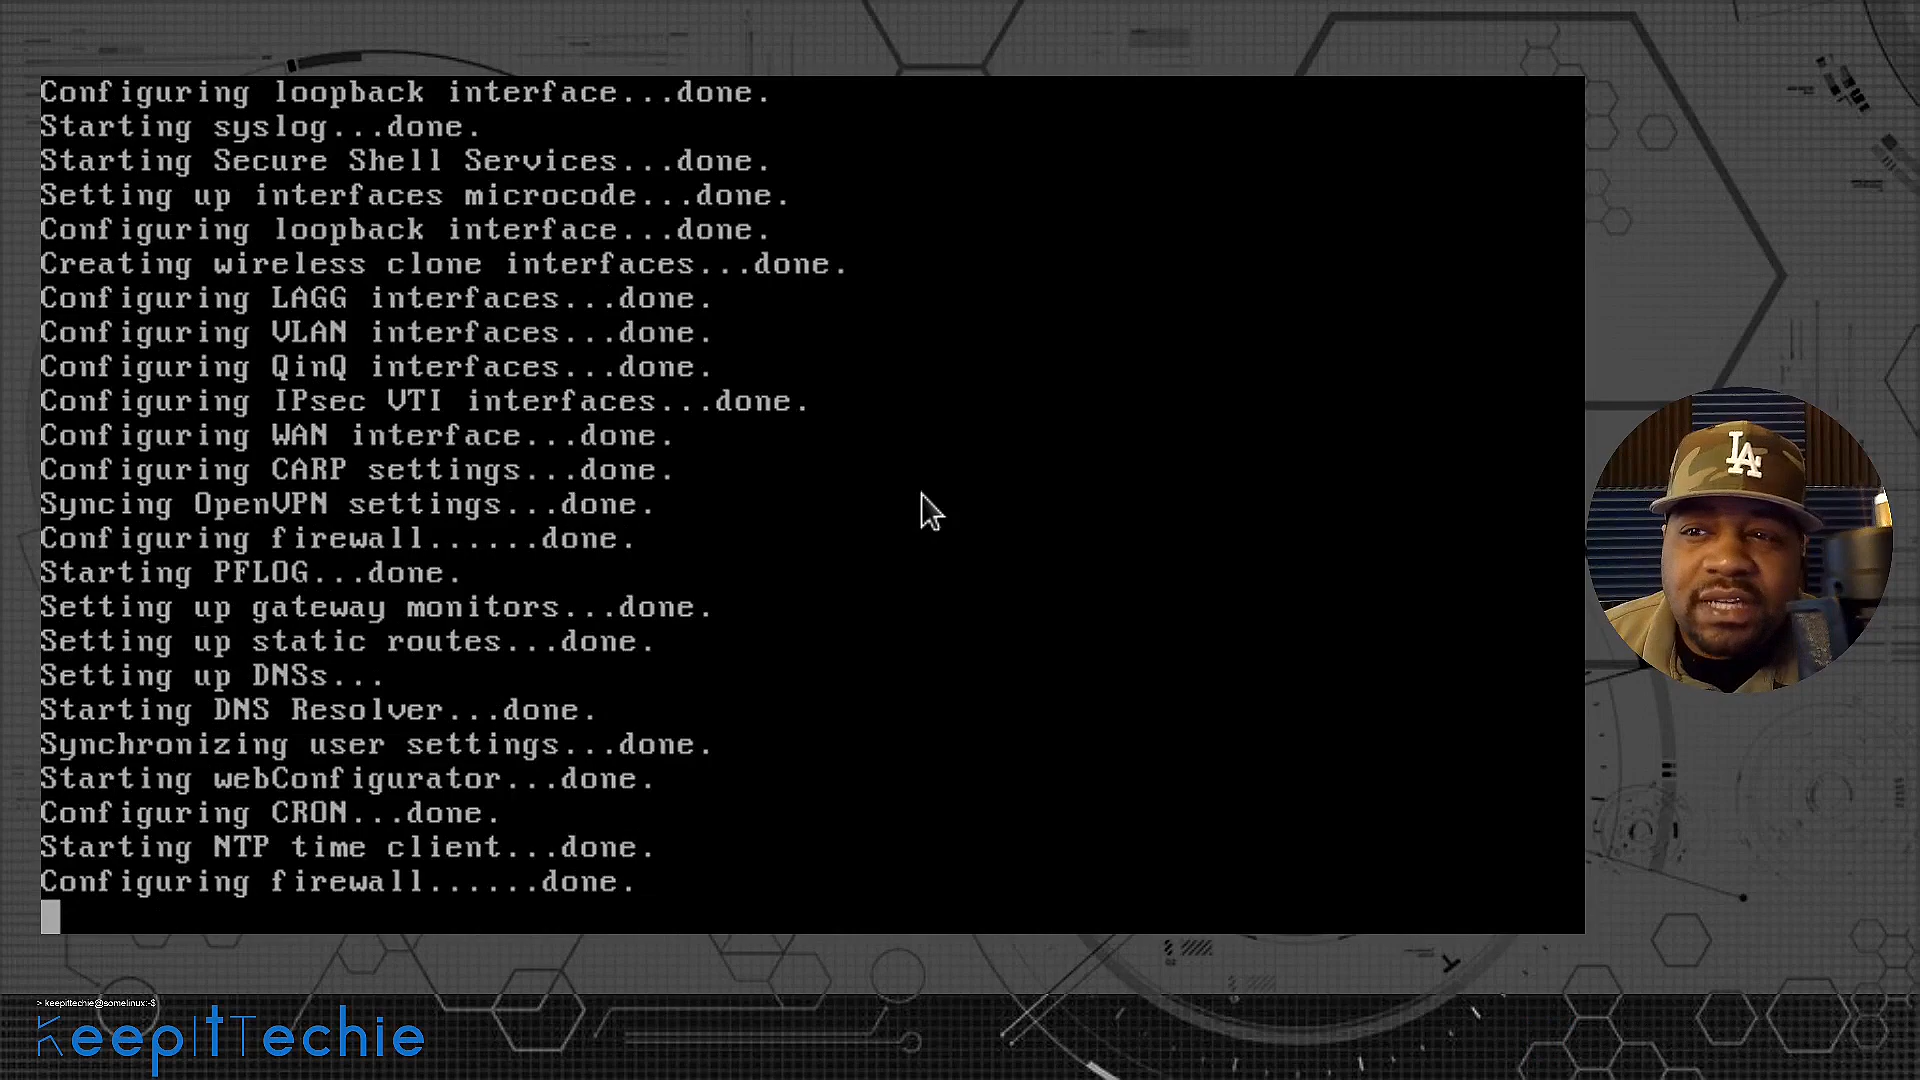 Configuring loopback interface...done.
Starting syslog...done.
Starting Secure Shell Services...done.
Setting up interfaces microcode...done.
Configuring loopback interface...done.
Creating wireless clone interfaces...done.
Configuring LAGG interfaces...done.
Configuring VLAN interfaces...done.
Configuring QinQ interfaces...done.
Configuring IPsec VTI interfaces...done.
Configuring WAN interface...done.
Configuring CARP settings...done.
Syncing OpenVPN settings...done.
Configuring firewall......done.
Starting PFLOG...done.
Setting up gateway monitors...done.
Setting up static routes...done.
Setting up DNSs...
Starting DNS Resolver...done.
Synchronizing user settings...done.
Starting webConfigurator...done.
Configuring CRON...done.
Starting NTP time client...done.
Configuring firewall......done.
LA
> keepittechie@somelinux:~$
KeepItTechie